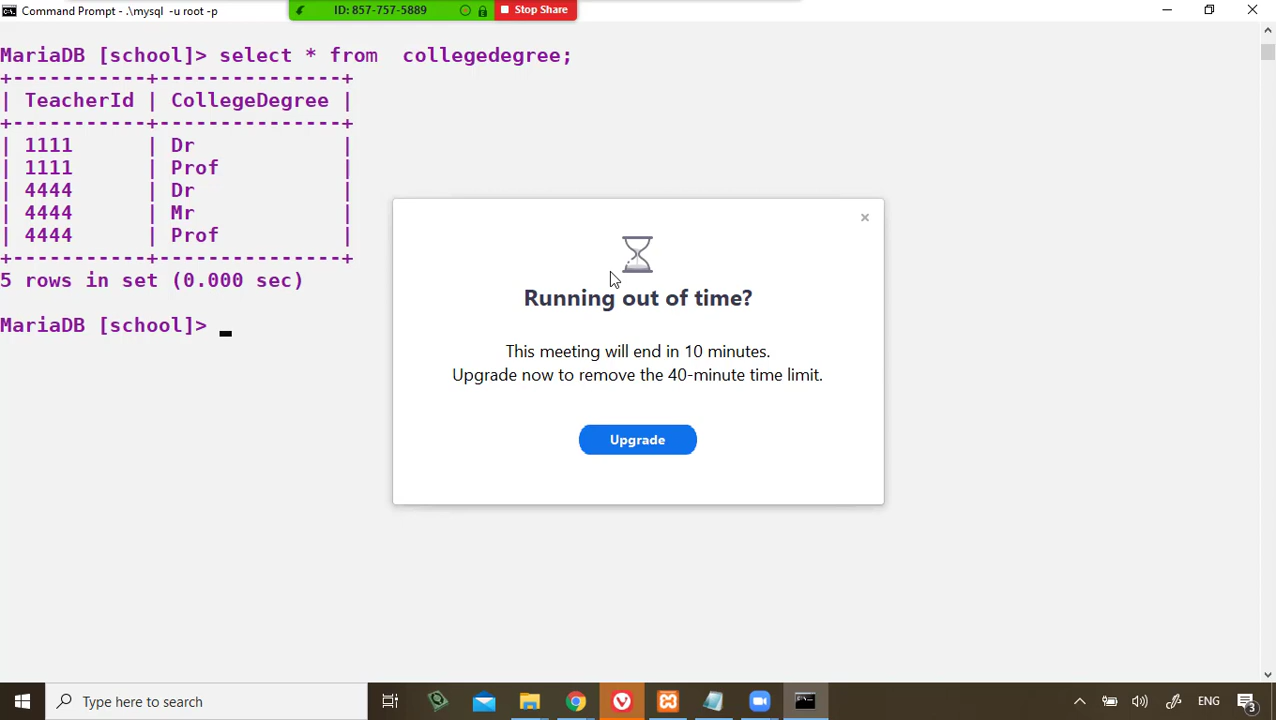 Command Prompt - .\mysql -u root -p
ID: 857-757-5889
Stop Share
MariaDB [school]> select * from  collegedegree;
+-----------+---------------+
| TeacherId | CollegeDegree |
+-----------+---------------+
| 1111      | Dr            |
| 1111      | Prof          |
| 4444      | Dr            |
| 4444      | Mr            |
| 4444      | Prof          |
+-----------+---------------+
5 rows in set (0.000 sec)
MariaDB [school]>
Running out of time?
This meeting will end in 10 minutes.
Upgrade now to remove the 40-minute time limit.
Upgrade
Type here to search
ENG
3